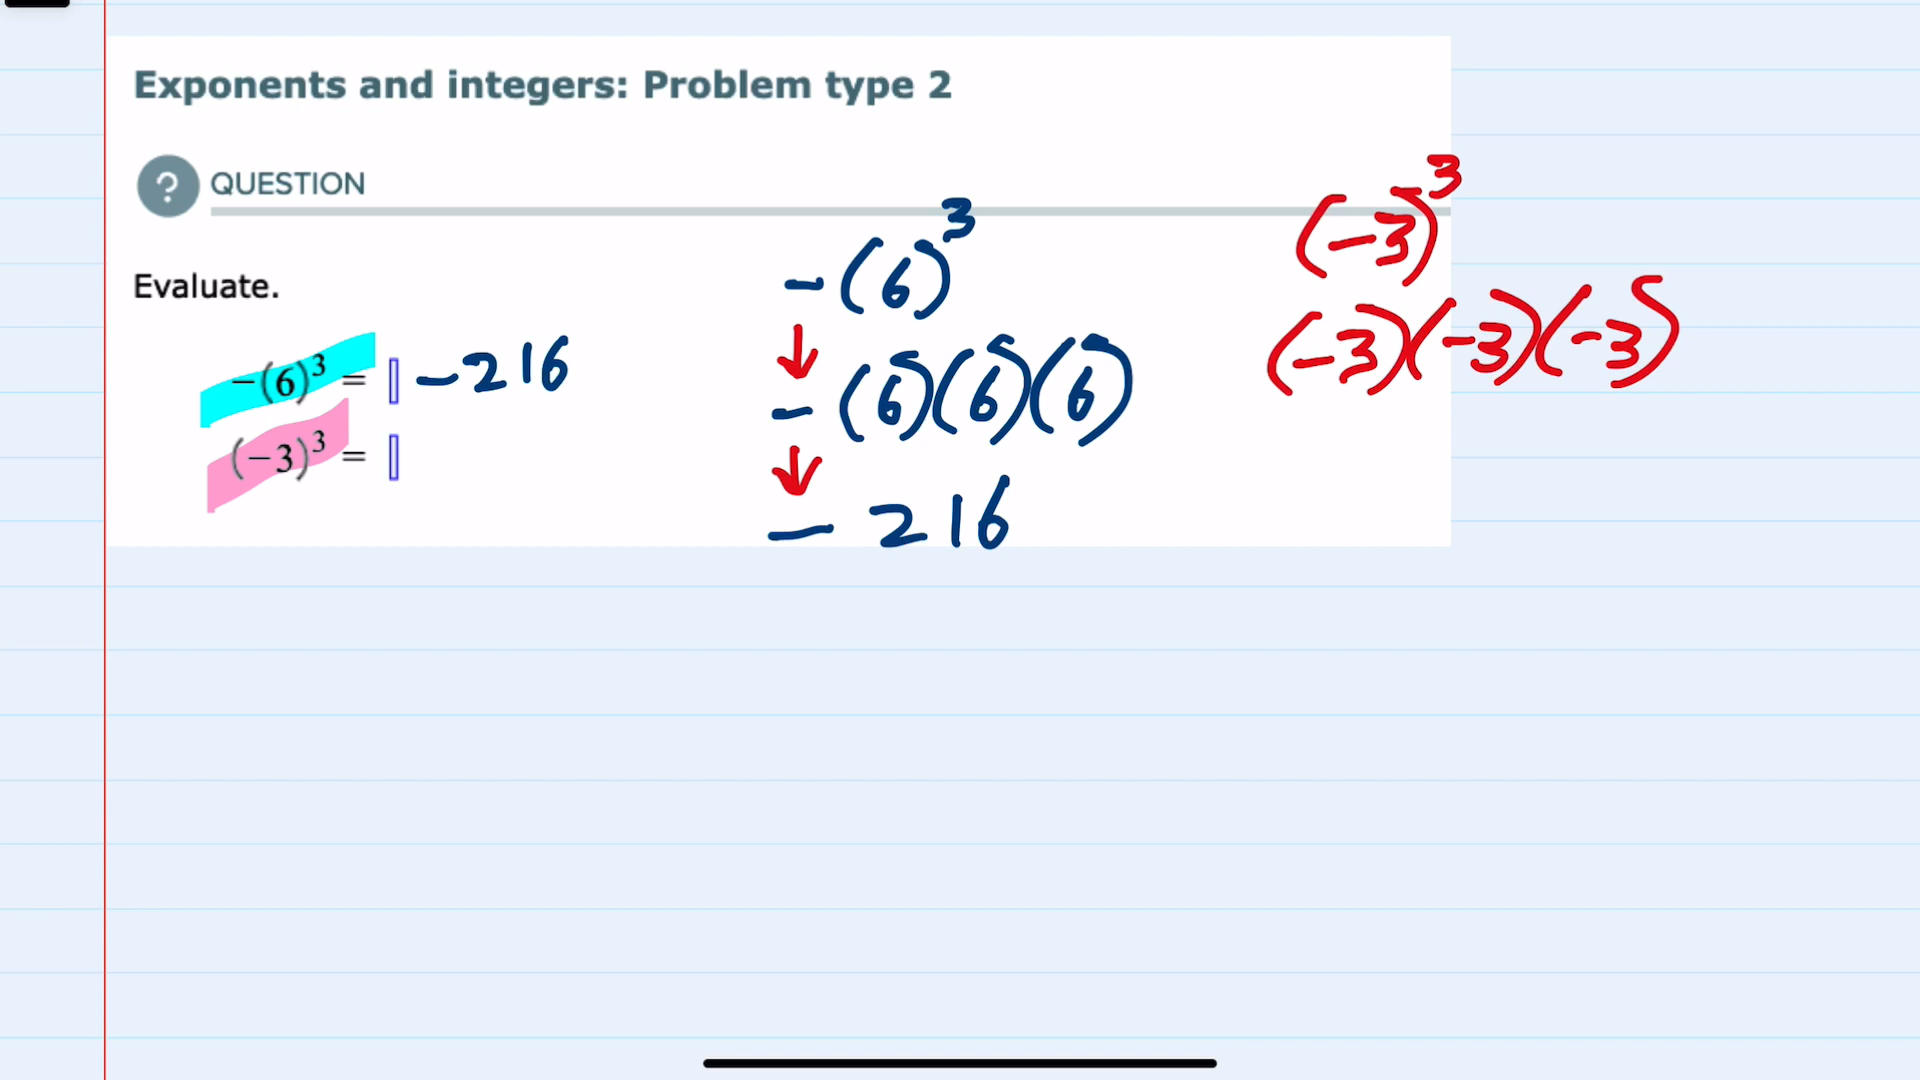 Exponents and integers: Problem type 2
? QUESTION
Evaluate.
-(6)³ = -216
(-3)³ =
-(6)³
-(6)(6)(6)
-216
(-3)³
(-3)(-3)(-3)